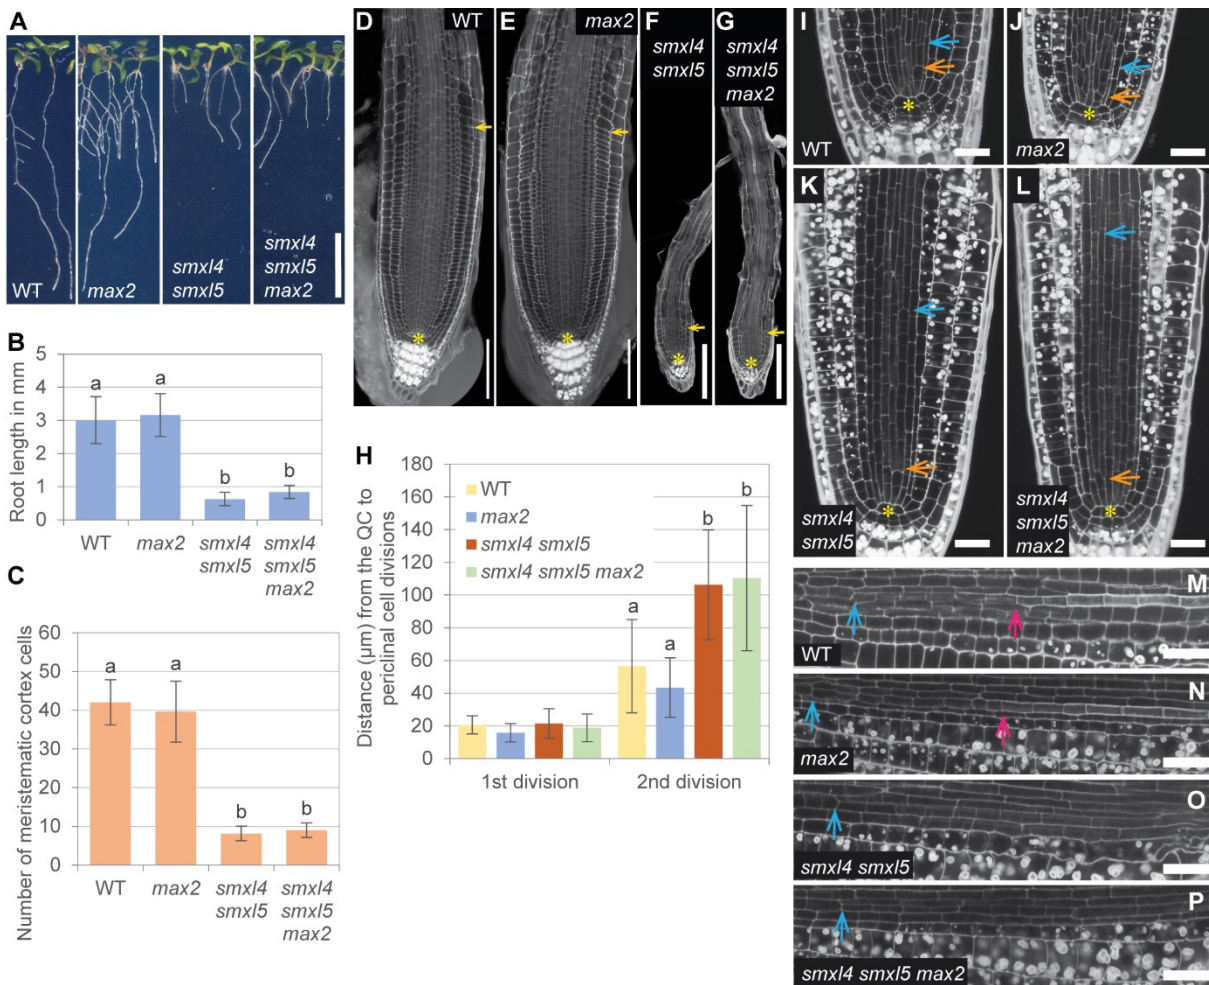 A
WT
max2
smxl4
smxl5
smxl4
smxl5
max2
B
Root length in mm
5
4
3
2
1
0
a
a
b
b
WT
max2
smxl4
smxl5
smxl4
smxl5
max2
C
Number of meristematic cortex cells
60
50
40
30
20
10
0
a
a
b
b
WT
max2
smxl4
smxl5
smxl4
smxl5
max2
D
WT
*
E
max2
*
F
smxl4
smxl5
*
G
smxl4
smxl5
max2
*
H
Distance (µm) from the QC to
periclinal cell divisions
180
160
140
120
100
80
60
40
20
0
WT
max2
smxl4 smxl5
smxl4 smxl5 max2
a
a
b
b
1st division
2nd division
I
WT
*
J
max2
*
K
smxl4
smxl5
*
L
smxl4
smxl5
max2
*
M
WT
N
max2
O
smxl4 smxl5
P
smxl4 smxl5 max2